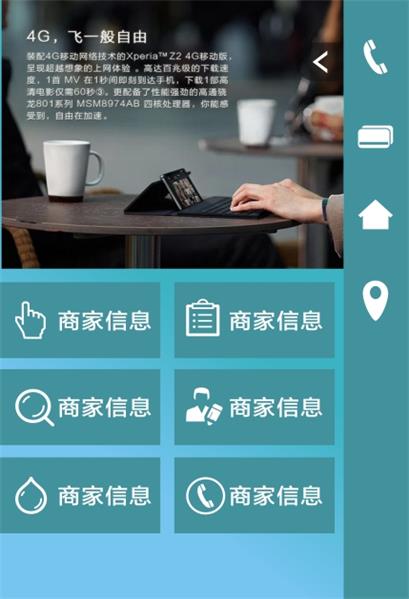 4G，飞一般自由
装配4G移动网络技术的Xperia™Z2 4G移动版，
呈现超越想象的上网体验。高达百兆级的下载速
度，1首 MV 在1秒间即刻到达手机，下载1部高
清电影仅需60秒③。更配备了性能强劲的高通骁
龙801系列 MSM8974AB 四核处理器，你能感
受到，自由在加速。
商家信息
商家信息
商家信息
商家信息
商家信息
商家信息